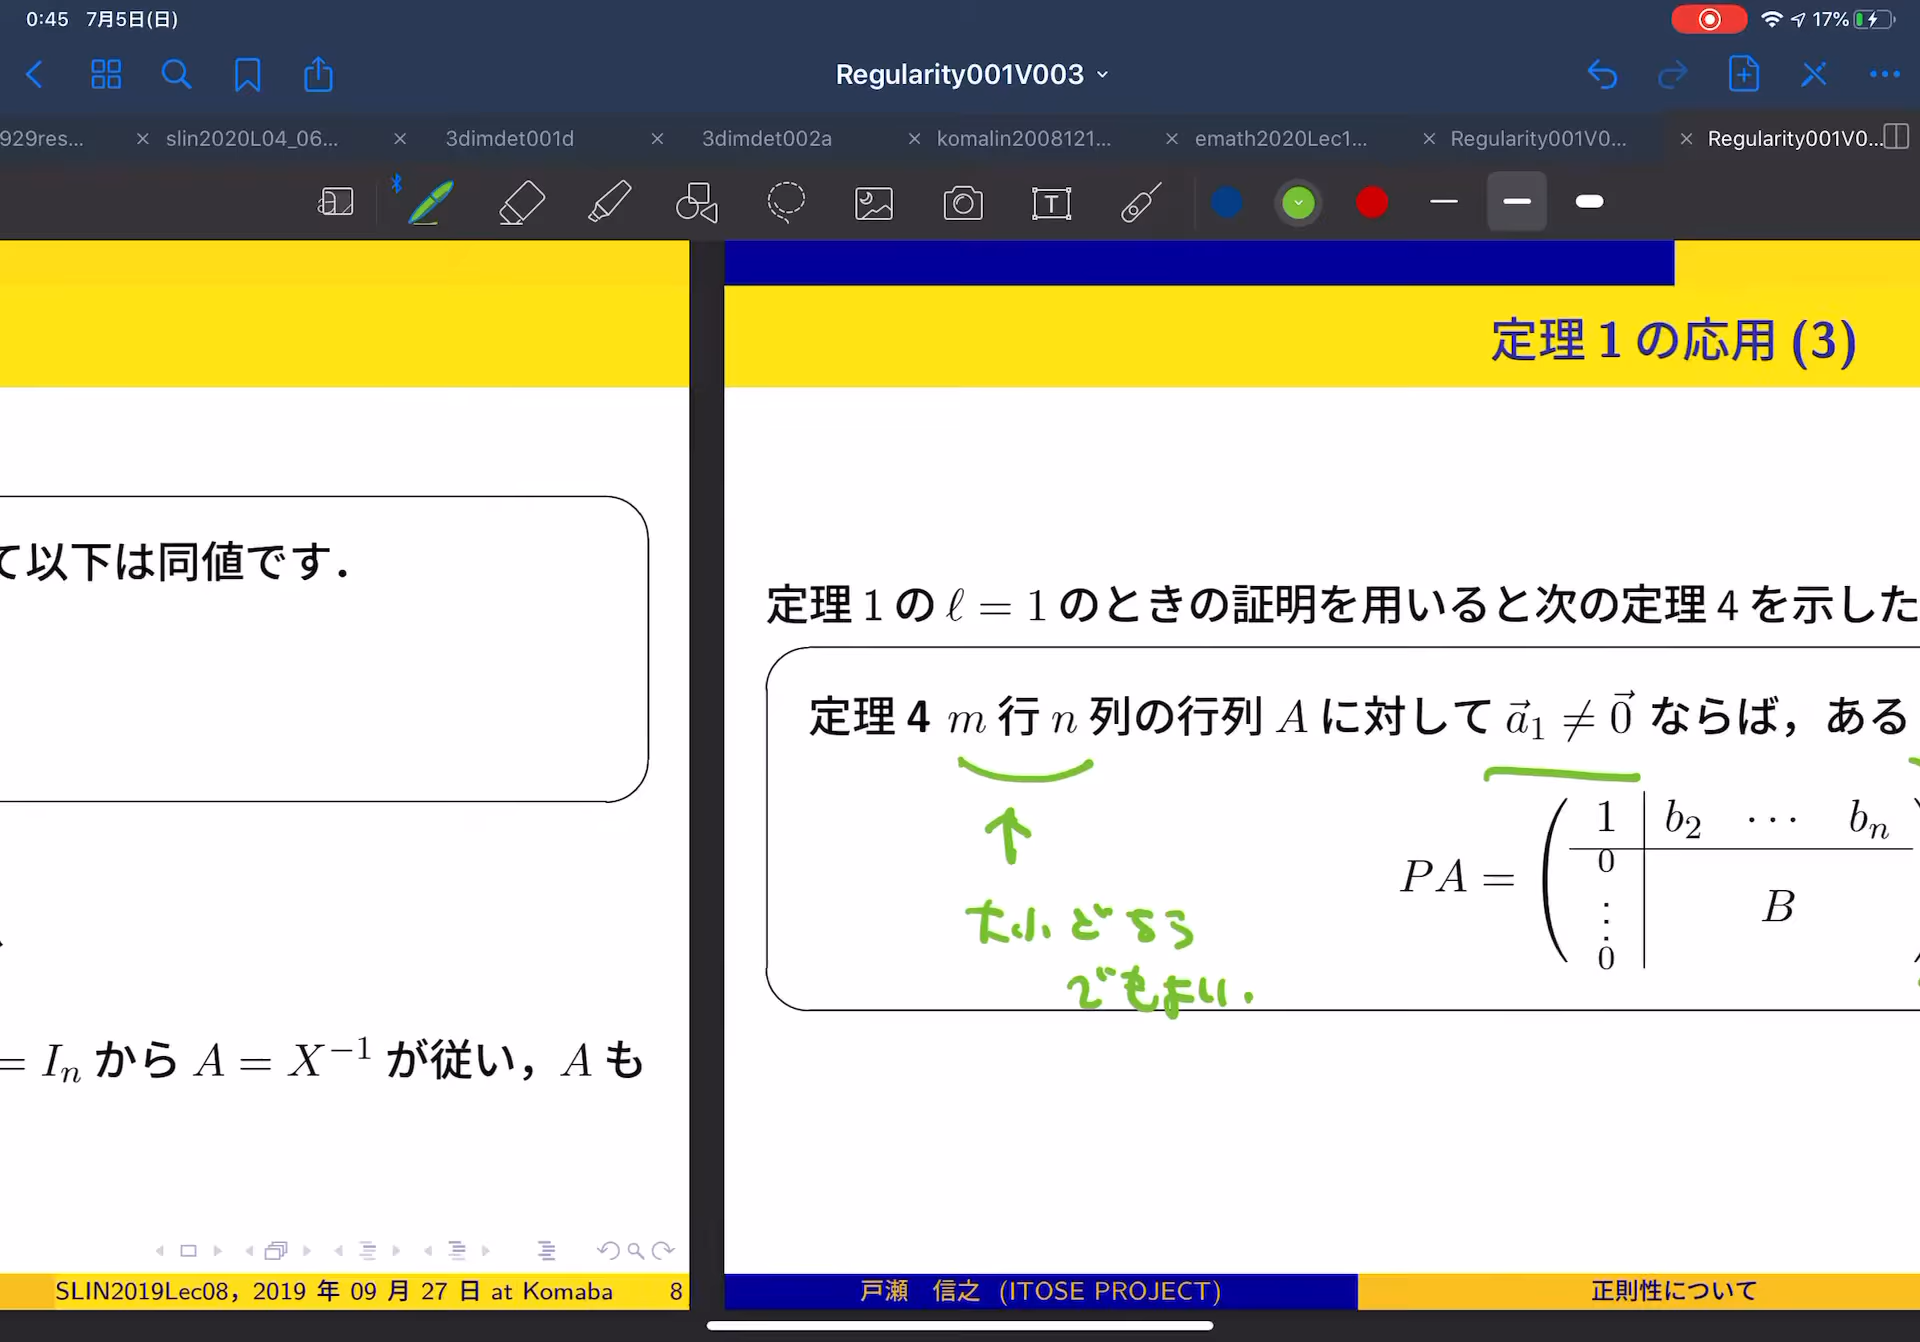 0:45 7月5日(日)
17%
Regularity001V003
929res...
slin2020L04_06...
3dimdet001d
3dimdet002a
komalin2008121...
emath2020Lec1...
Regularity001V0...
Regularity001V0...
て以下は同値です.
= Iₙ から A = X⁻¹ が従い, A も
SLIN2019Lec08, 2019 年 09 月 27 日 at Komaba 8
定理 1 の応用 (3)
定理 1 の ℓ = 1 のときの証明を用いると次の定理 4 を示した
定理 4 m 行 n 列の行列 A に対して a⃗₁ ≠ 0⃗ ならば, ある
PA = ( 1 | b₂ ⋯ bₙ
0
⋮ B
0
大小どちら
でもよい.
戸瀬 信之 (ITOSE PROJECT)
正則性について